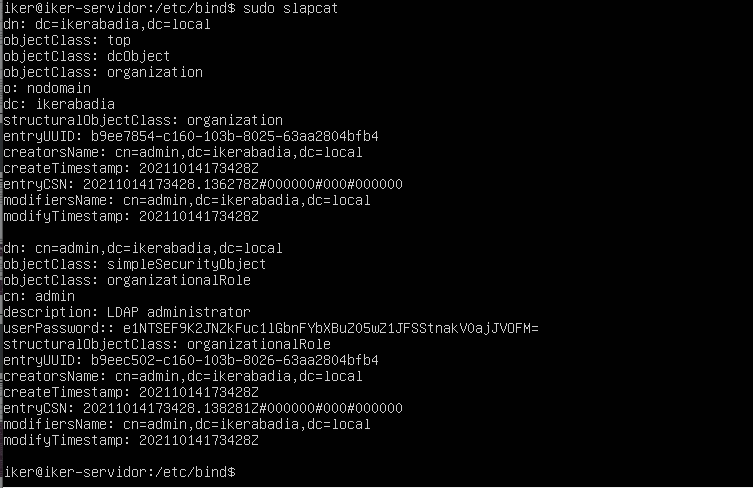 iker@iker-servidor:/etc/bind$ sudo slapcat
dn: dc=ikerabadia,dc=local
objectClass: top
objectClass: dcObject
objectClass: organization
o: nodomain
dc: ikerabadia
structuralObjectClass: organization
entryUUID: b9ee7854-c160-103b-8025-63aa2804bfb4
creatorsName: cn=admin,dc=ikerabadia,dc=local
createTimestamp: 20211014173428Z
entryCSN: 20211014173428.136278Z#000000#000#000000
modifiersName: cn=admin,dc=ikerabadia,dc=local
modifyTimestamp: 20211014173428Z
dn: cn=admin,dc=ikerabadia,dc=local
objectClass: simpleSecurityObject
objectClass: organizationalRole
cn: admin
description: LDAP administrator
userPassword:: e1NTSEF9K2JNZkFuc1lGbnFYbXBuZO5wZ1JFSStnakVOajJVOFM=
structuralObjectClass: organizationalRole
entryUUID: b9eec502-c160-103b-8026-63aa2804bfb4
creatorsName: cn=admin,dc=ikerabadia,dc=local
createTimestamp: 20211014173428Z
entryCSN: 20211014173428.138281Z#000000#000#000000
modifiersName: cn=admin,dc=ikerabadia,dc=local
modifyTimestamp: 20211014173428Z
iker@iker-servidor:/etc/bind$